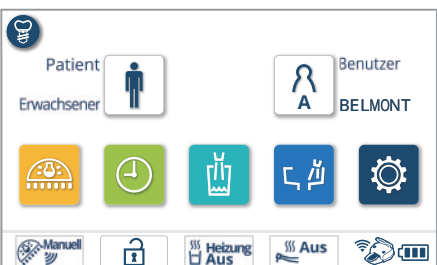 Patient
Benutzer
Erwachsener
A
BELMONT
Manuell
Heizung
Aus
Aus